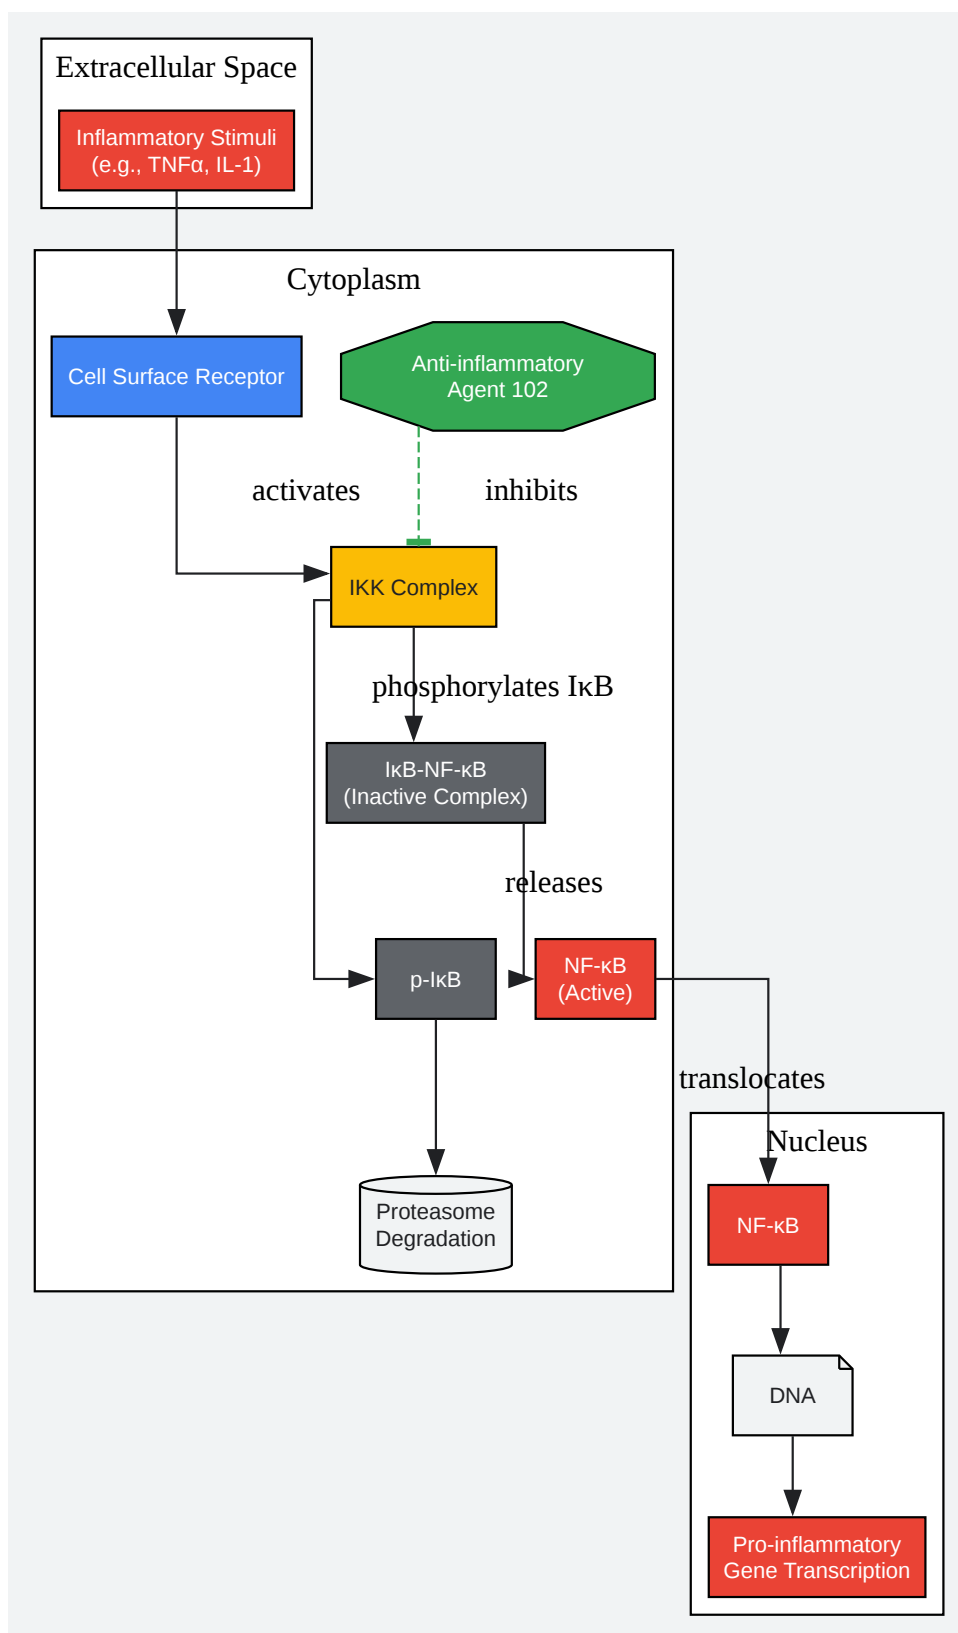 Extracellular Space
Inflammatory Stimuli
(e.g., TNFα, IL-1)
Cytoplasm
Cell Surface Receptor
Anti-inflammatory
Agent 102
activates
inhibits
IKK Complex
phosphorylates IκB
IκB-NF-κB
(Inactive Complex)
releases
p-IκB
NF-κB
(Active)
translocates
Nucleus
Proteasome
Degradation
NF-κB
DNA
Pro-inflammatory
Gene Transcription